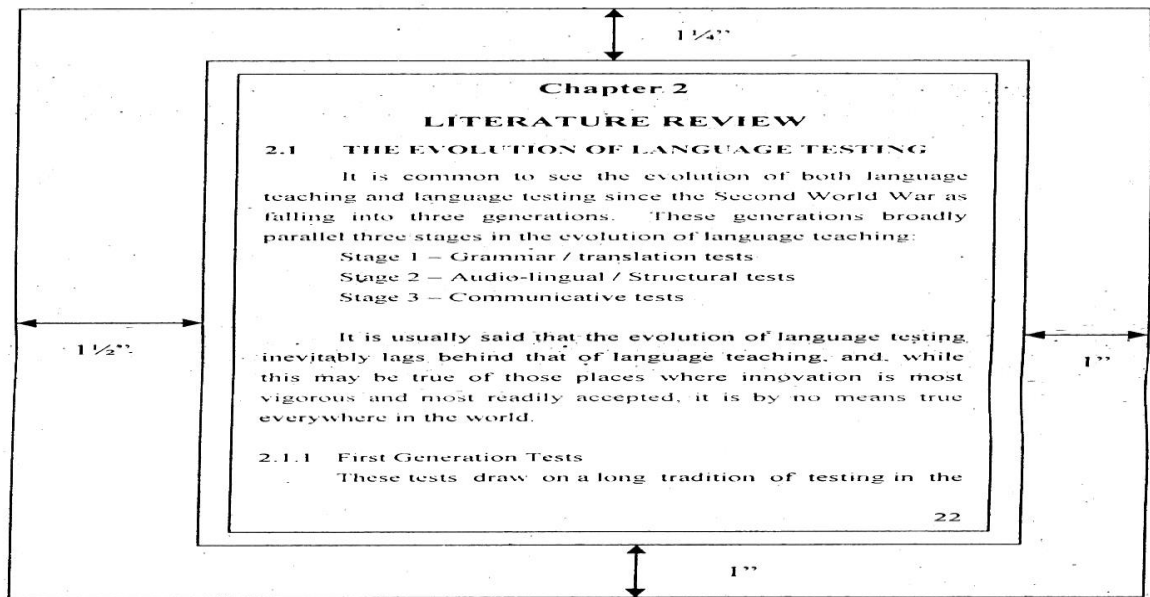 1¼”
Chapter 2
LITERATURE REVIEW
2.1 THE EVOLUTION OF LANGUAGE TESTING
It is common to see the evolution of both language
teaching and language testing since the Second World War as
falling into three generations. These generations broadly
parallel three stages in the evolution of language teaching:
Stage 1 – Grammar / translation tests
Stage 2 – Audio-lingual / Structural tests
Stage 3 – Communicative tests
1½”
1”
It is usually said that the evolution of language testing
inevitably lags behind that of language teaching, and, while
this may be true of those places where innovation is most
vigorous and most readily accepted, it is by no means true
everywhere in the world.
2.1.1 First Generation Tests
These tests draw on a long tradition of testing in the
22
1”